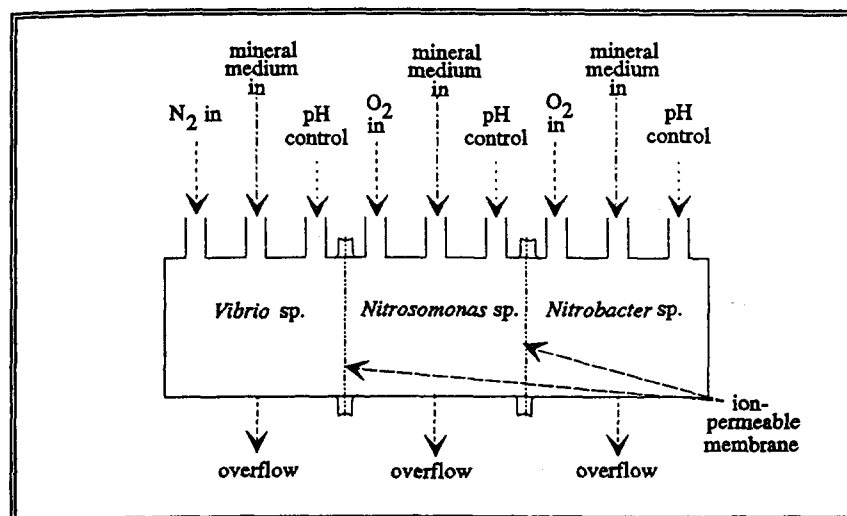 mineral
medium
in
mineral
medium
in
mineral
medium
in
N2 in
pH
control
O2
in
pH
control
O2
in
pH
control
Vibrio sp.
Nitrosomonas sp.
Nitrobacter sp.
ion-
permeable
membrane
overflow
overflow
overflow